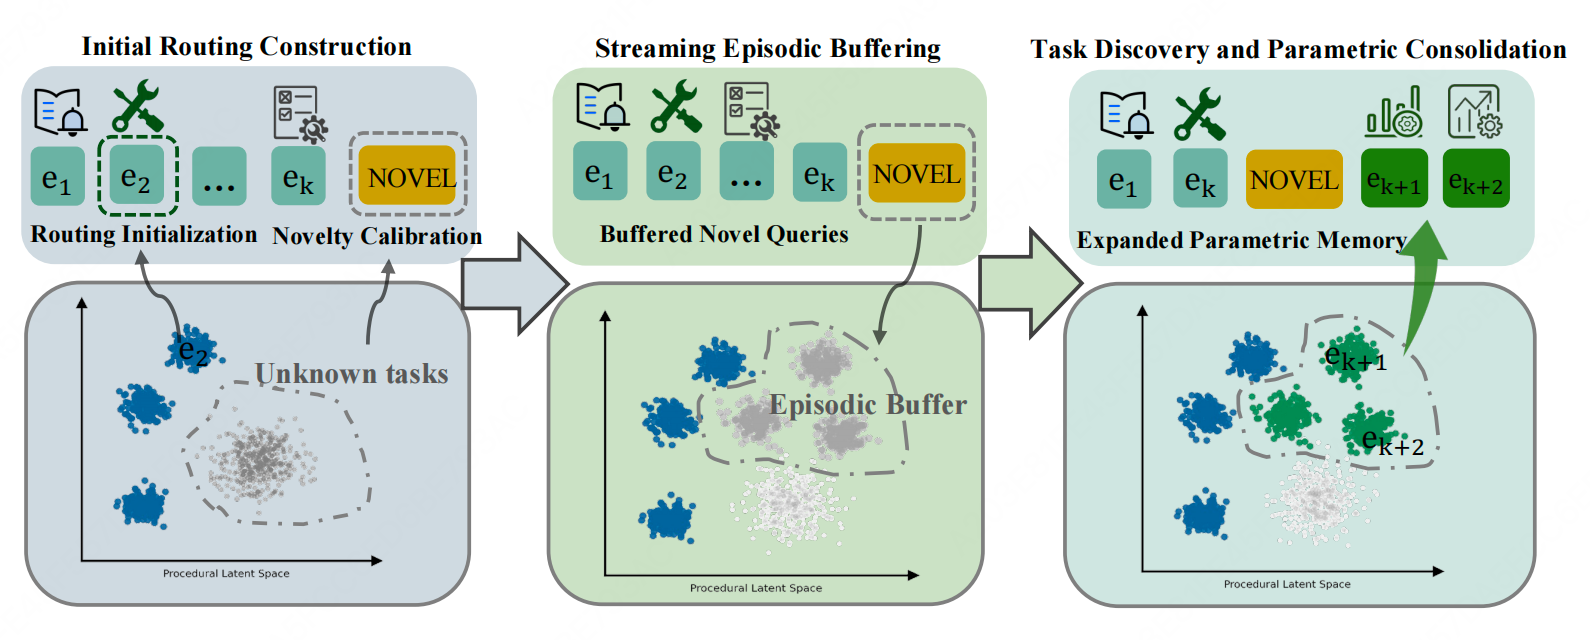 Initial Routing Construction
e1 e2 ... ek NOVEL
Routing Initialization Novelty Calibration
e2
Unknown tasks
Procedural Latent Space
Streaming Episodic Buffering
e1 e2 ... ek NOVEL
Buffered Novel Queries
Episodic Buffer
Procedural Latent Space
Task Discovery and Parametric Consolidation
e1 ek NOVEL ek+1 ek+2
Expanded Parametric Memory
ek+1
ek+2
Procedural Latent Space